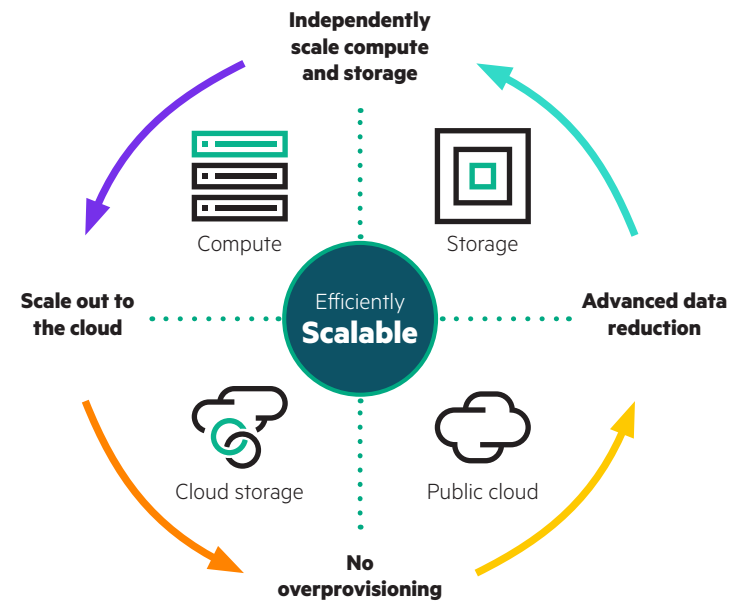 Independently
scale compute
and storage
Compute
Storage
Scale out to
the cloud
Efficiently
Scalable
Advanced data
reduction
Cloud storage
Public cloud
No
overprovisioning